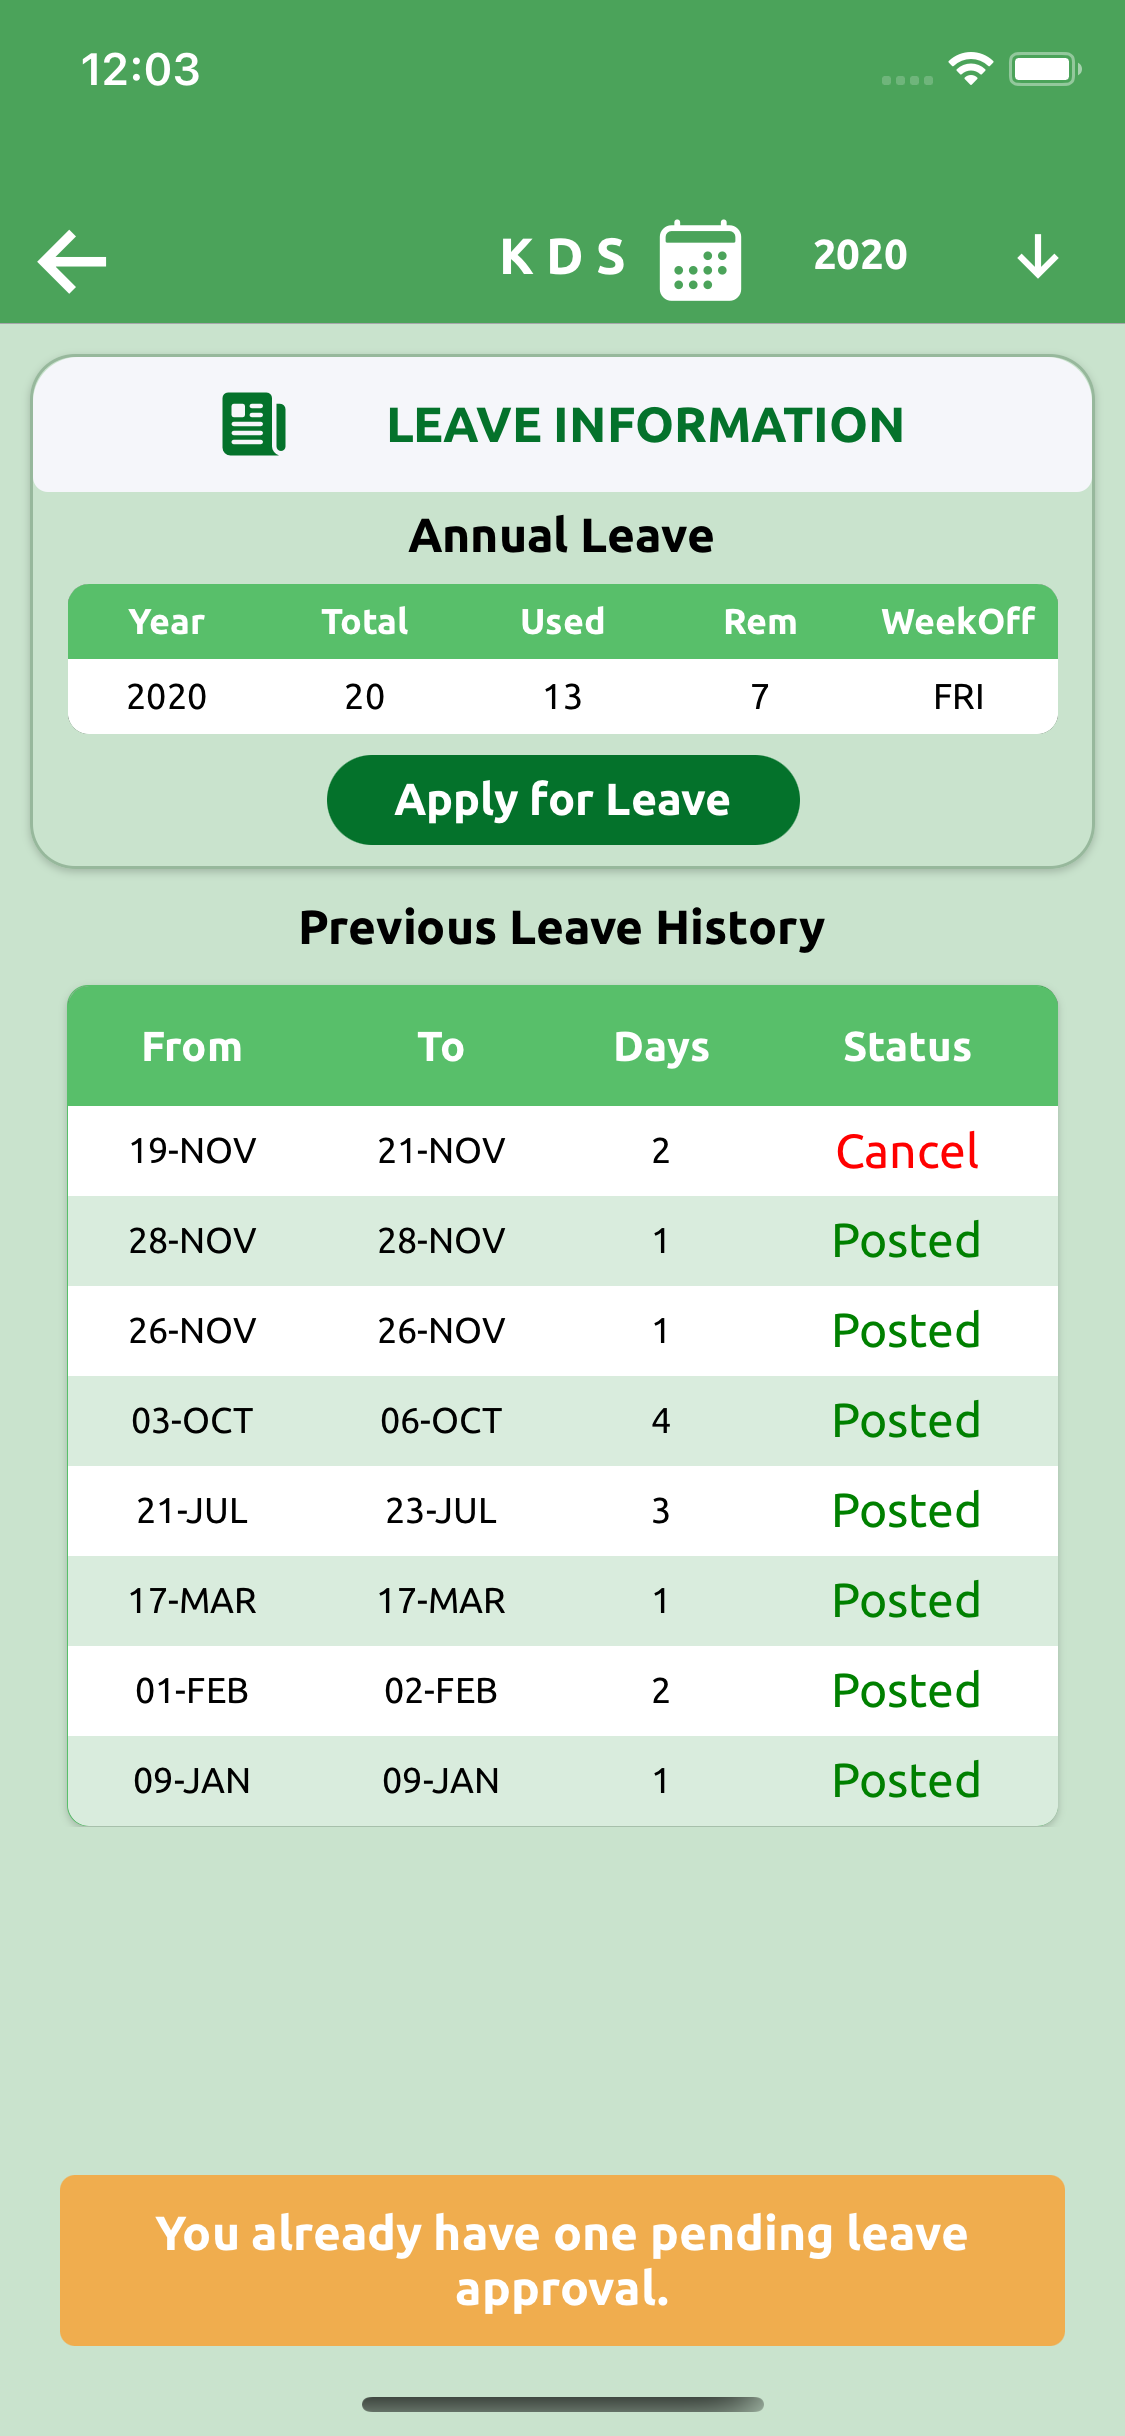 12:03
K D S 2020
LEAVE INFORMATION
Annual Leave
Year Total Used Rem WeekOff
2020 20 13 7 FRI
Apply for Leave
Previous Leave History
From To Days Status
19-NOV 21-NOV 2 Cancel
28-NOV 28-NOV 1 Posted
26-NOV 26-NOV 1 Posted
03-OCT 06-OCT 4 Posted
21-JUL 23-JUL 3 Posted
17-MAR 17-MAR 1 Posted
01-FEB 02-FEB 2 Posted
09-JAN 09-JAN 1 Posted
You already have one pending leave
approval.